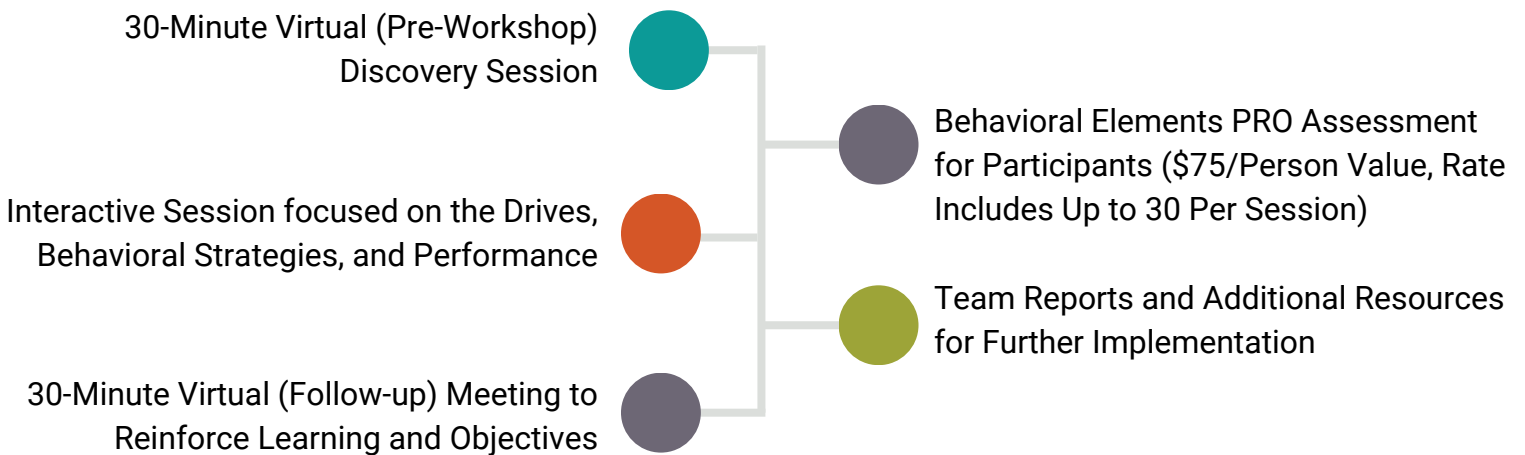 30-Minute Virtual (Pre-Workshop)
Discovery Session
Behavioral Elements PRO Assessment
for Participants ($75/Person Value, Rate
Includes Up to 30 Per Session)
Interactive Session focused on the Drives,
Behavioral Strategies, and Performance
Team Reports and Additional Resources
for Further Implementation
30-Minute Virtual (Follow-up) Meeting to
Reinforce Learning and Objectives